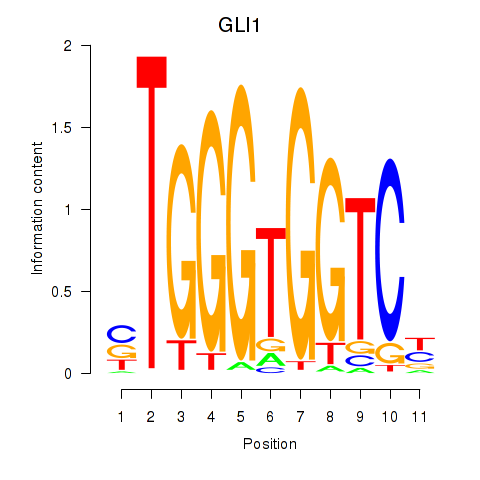 GLI1
2
1.5
1
0.5
0
Information content
C G T A
T
G T
G T
G A
T G A C
G T
G T A
T G C A
C G T
T C G A
1 2 3 4 5 6 7 8 9 10 11
Position